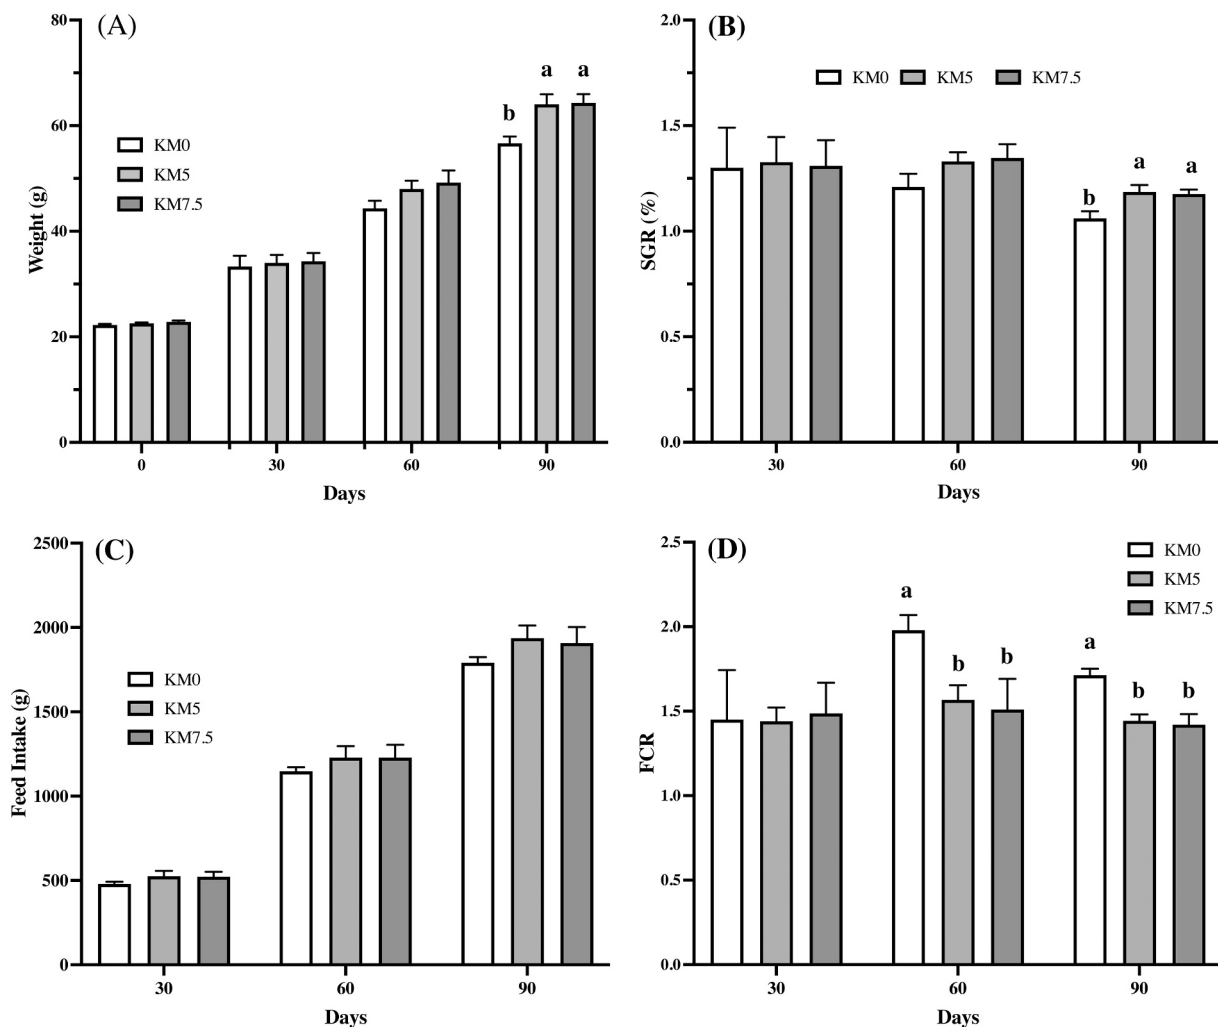 (A)
80
60
40
20
0
Weight (g)
KM0
KM5
KM7.5
b a a
0 30 60 90
Days
(B)
2.0
1.5
1.0
0.5
0.0
SGR (%)
KM0 KM5 KM7.5
b a a
30 60 90
Days
(C)
2500
2000
1500
1000
500
0
Feed Intake (g)
KM0
KM5
KM7.5
30 60 90
Days
(D)
2.5
2.0
1.5
1.0
0.5
0.0
FCR
KM0
KM5
KM7.5
a b b a b b
30 60 90
Days